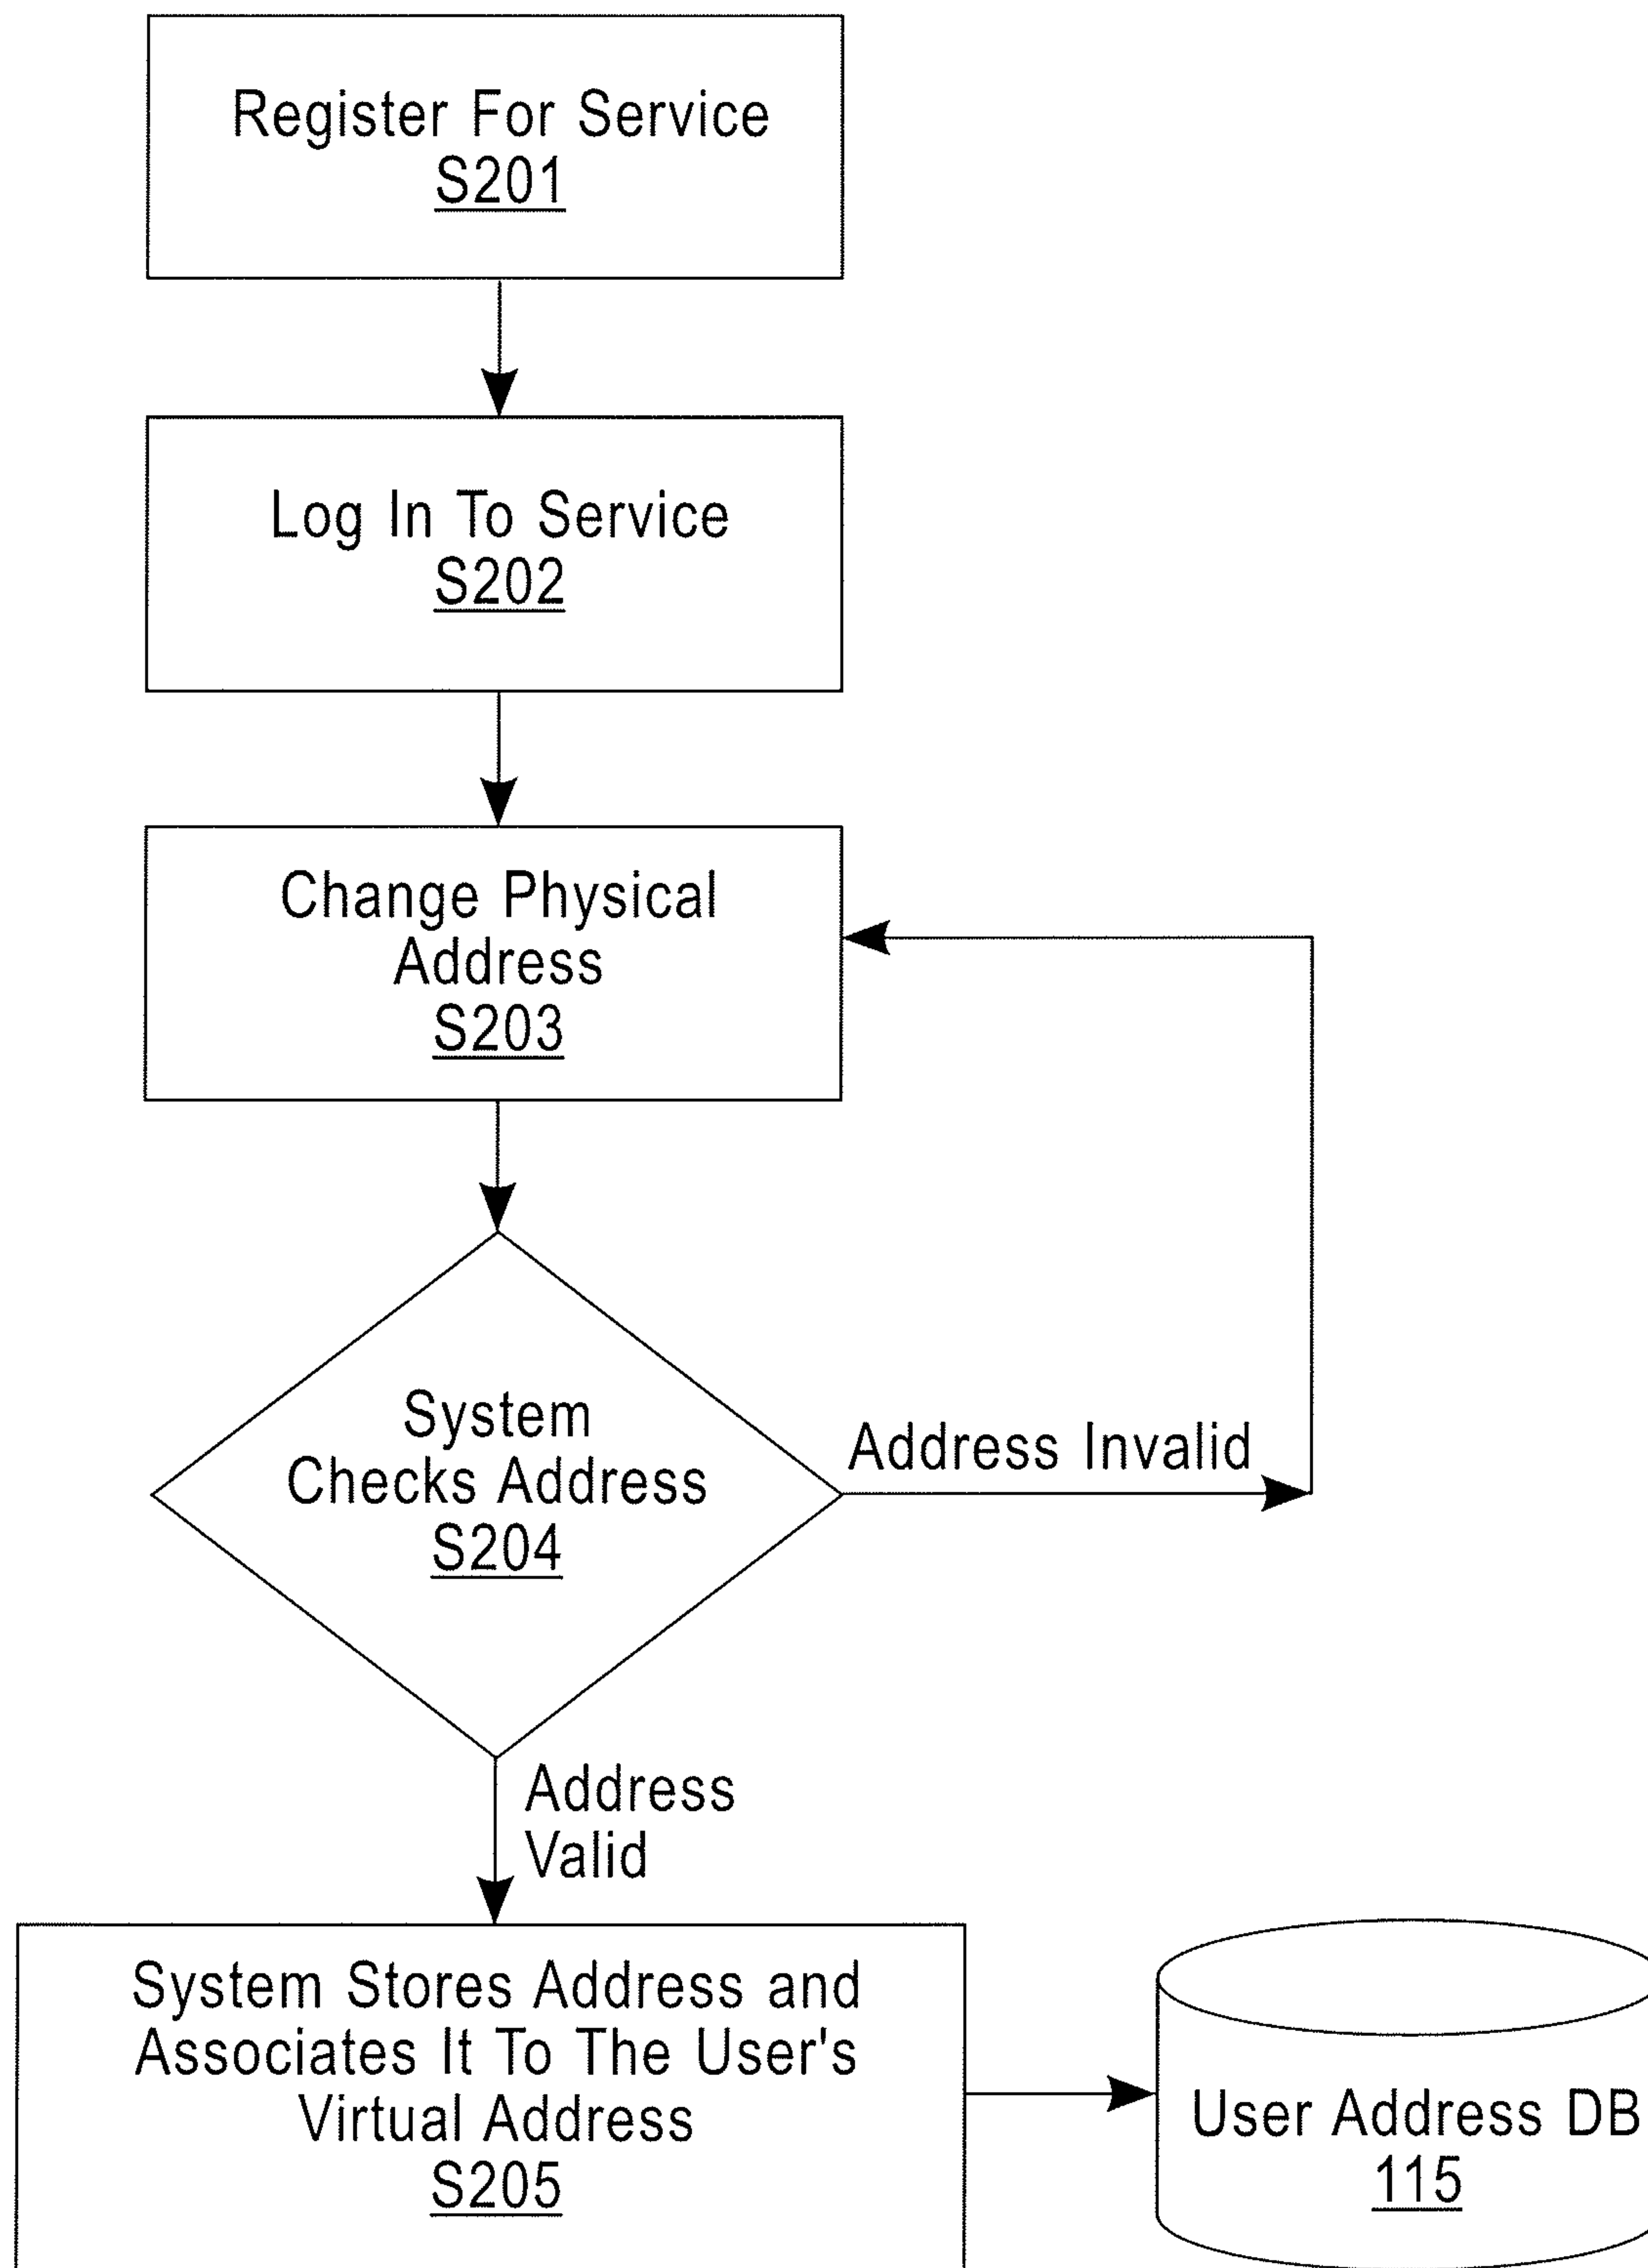 Register For Service
S201
Log In To Service
S202
Change Physical
Address
S203
System
Checks Address
S204
Address Invalid
Address
Valid
System Stores Address and
Associates It To The User's
Virtual Address
S205
User Address DB
115